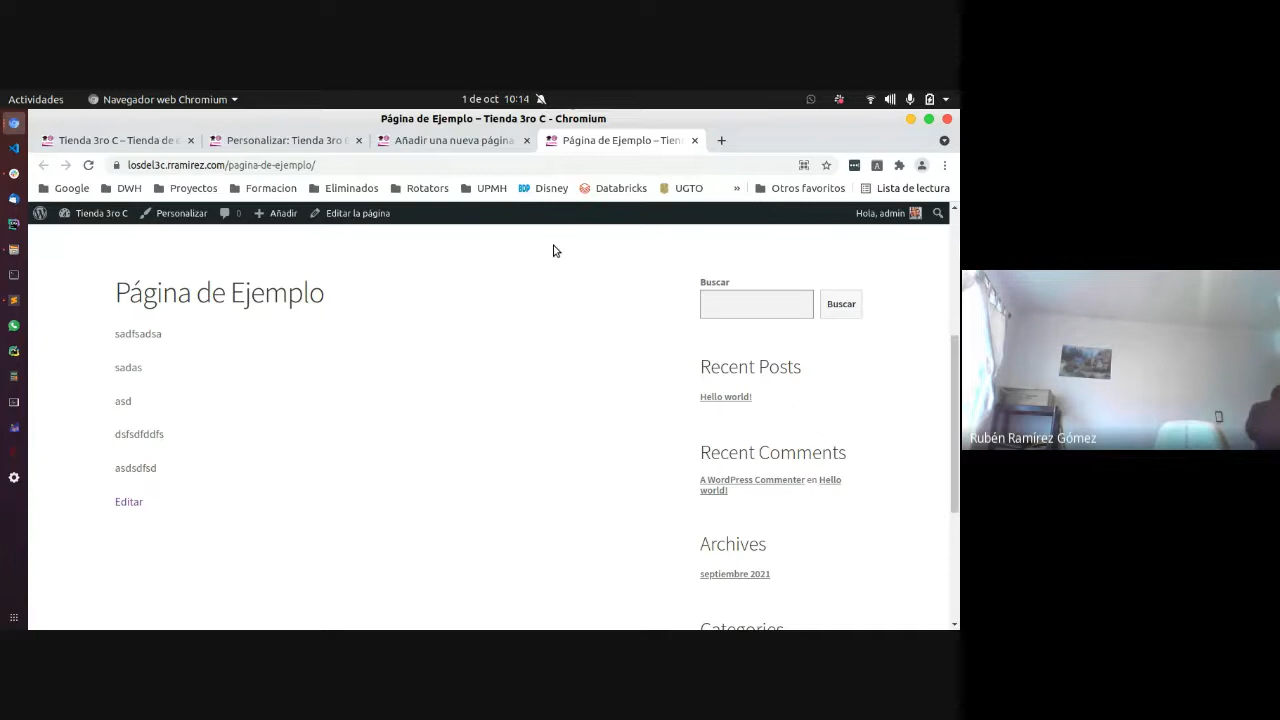 Actividades
Navegador web Chromium
1 de oct 10:14
Página de Ejemplo – Tienda 3ro C - Chromium
Tienda 3ro C – Tienda de
Personalizar: Tienda 3ro
Añadir una nueva página
Página de Ejemplo – Tien
losdel3c.rramirez.com/pagina-de-ejemplo/
Google
DWH
Proyectos
Formacion
Eliminados
Rotators
UPMH
Disney
Databricks
UGTO
»
Otros favoritos
Lista de lectura
Tienda 3ro C
Personalizar
0
Añadir
Editar la página
Hola, admin
Página de Ejemplo
sadfsadsa
sadas
asd
dsfsdfddfs
asdsdfsd
Editar
Buscar
Buscar
Recent Posts
Hello world!
Recent Comments
A WordPress Commenter en Hello
world!
Archives
septiembre 2021
Categories
Rubén Ramírez Gómez